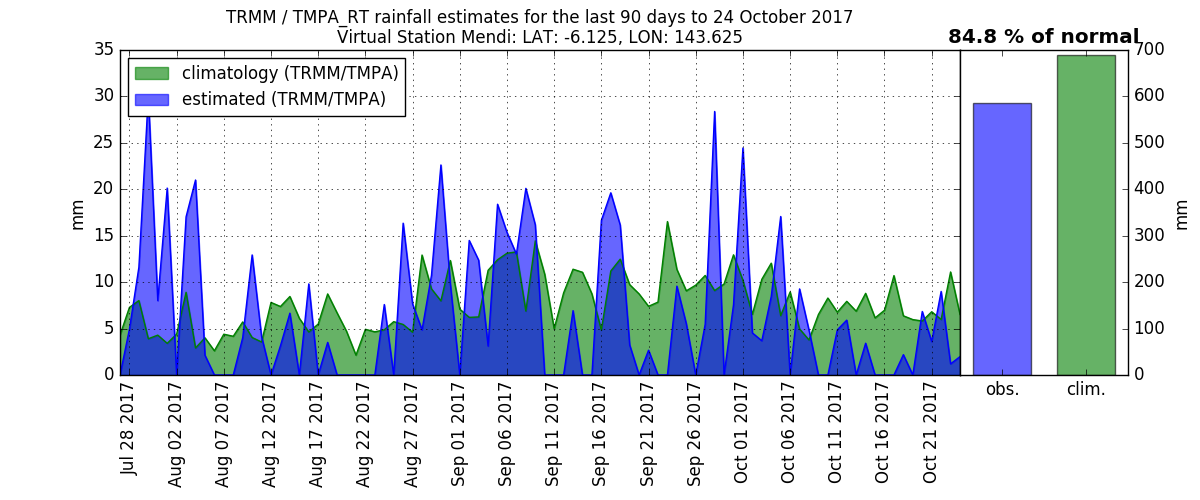 TRMM / TMPA_RT rainfall estimates for the last 90 days to 24 October 2017
Virtual Station Mendi: LAT: -6.125, LON: 143.625
84.8 % of normal
climatology (TRMM/TMPA)
estimated (TRMM/TMPA)
35
30
25
20
15
10
5
0
mm
Jul 28 2017
Aug 02 2017
Aug 07 2017
Aug 12 2017
Aug 17 2017
Aug 22 2017
Aug 27 2017
Sep 01 2017
Sep 06 2017
Sep 11 2017
Sep 16 2017
Sep 21 2017
Sep 26 2017
Oct 01 2017
Oct 06 2017
Oct 11 2017
Oct 16 2017
Oct 21 2017
obs.
clim.
700
600
500
400
300
200
100
0
mm